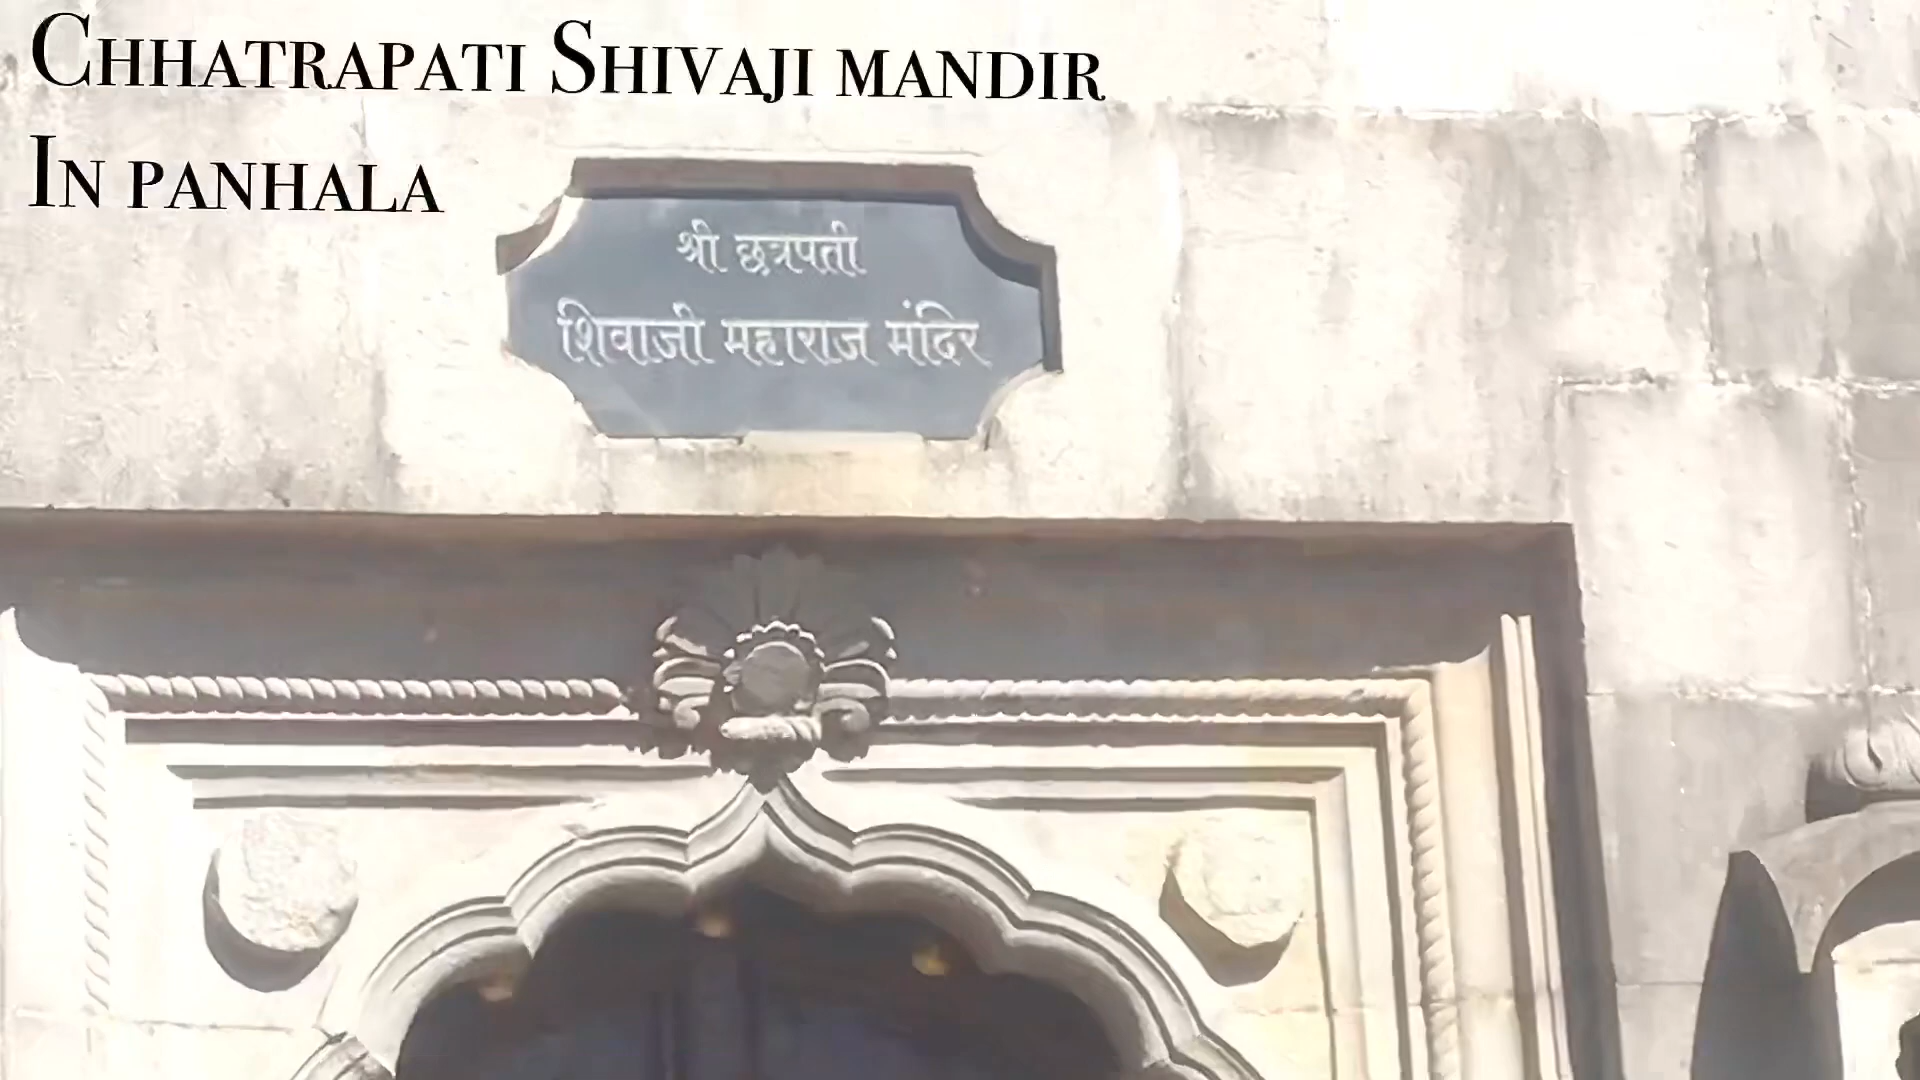 Chhatrapati Shivaji mandir
In panhala
श्री छत्रपती
शिवाजी महाराज मंदिर